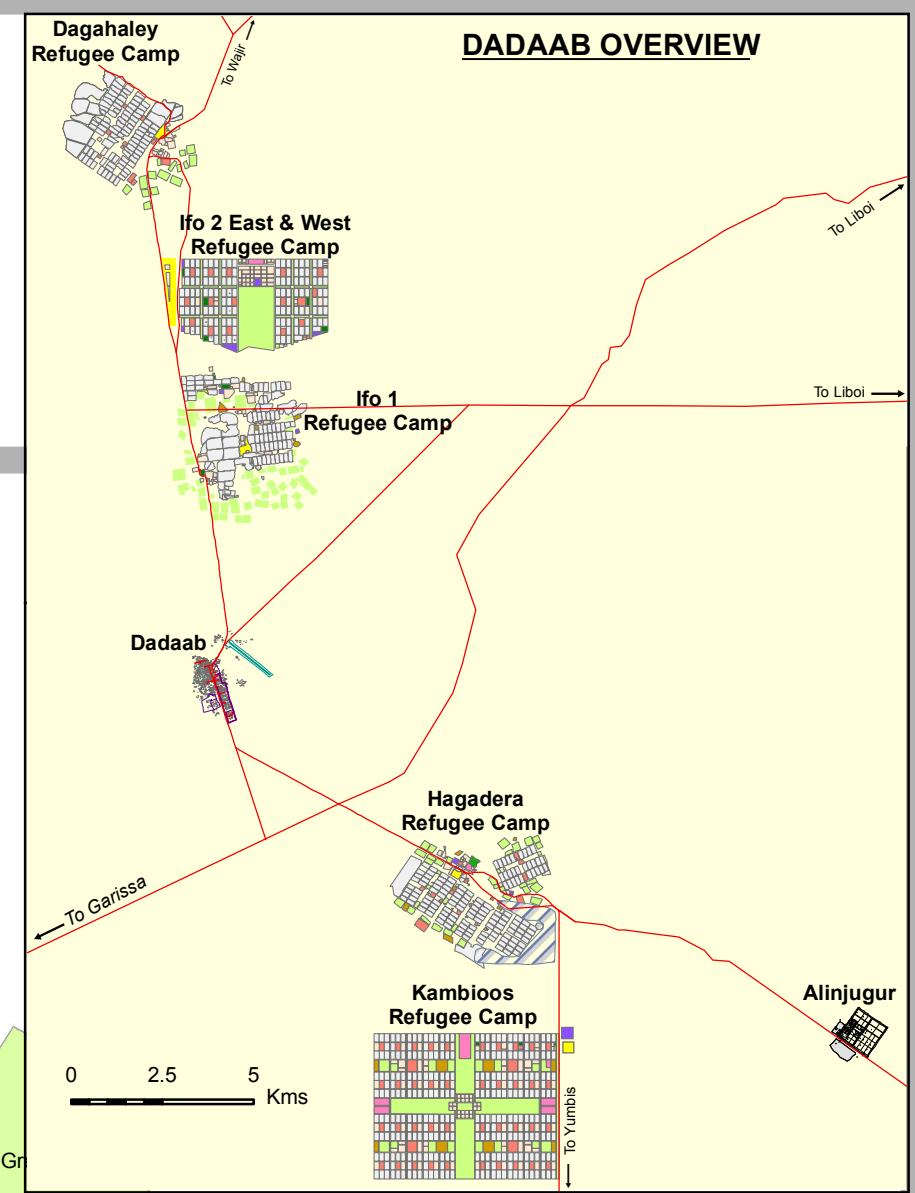 Dagahaley
Refugee Camp
To Wajir
DADAAB OVERVIEW
To Liboi
Ifo 2 East & West
Refugee Camp
To Liboi
Ifo 1
Refugee Camp
Dadaab
Hagadera
Refugee Camp
To Garissa
Kambioos
Refugee Camp
Alinjugur
0 2.5 5
Kms
To Yumbis
Gr